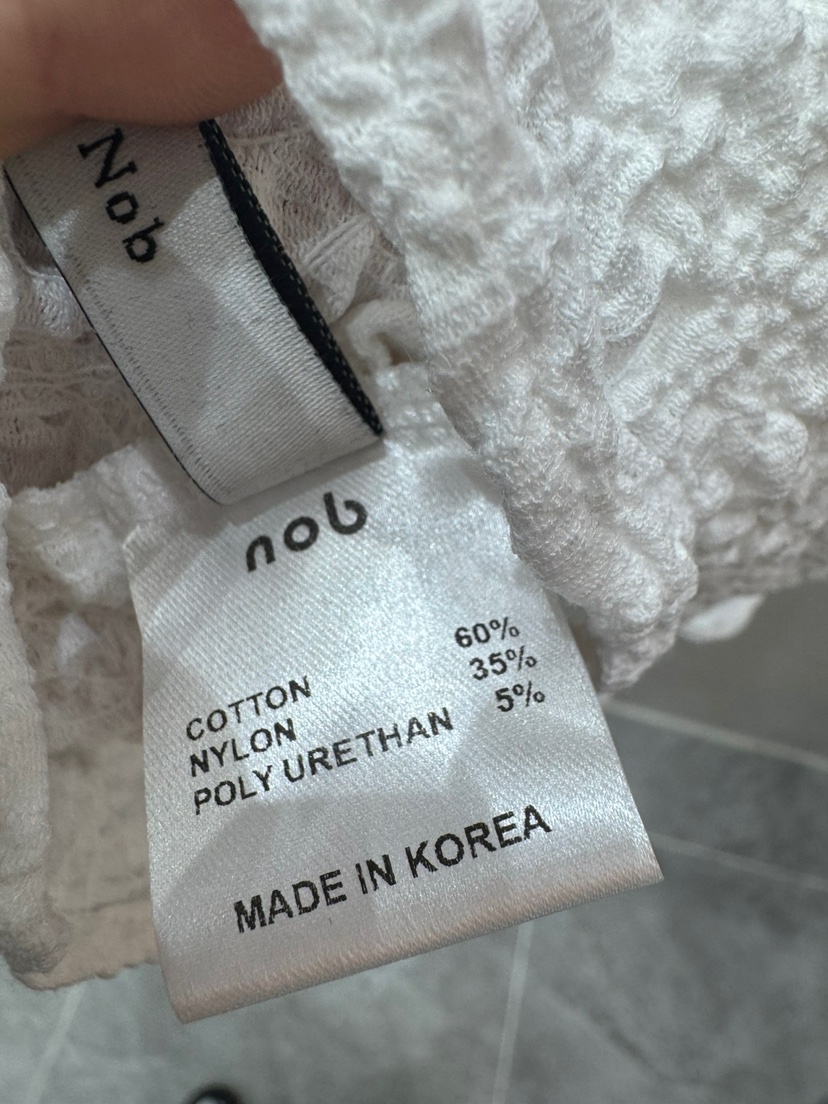 Nob
nob
COTTON 60%
NYLON 35%
POLY URETHAN 5%
MADE IN KOREA